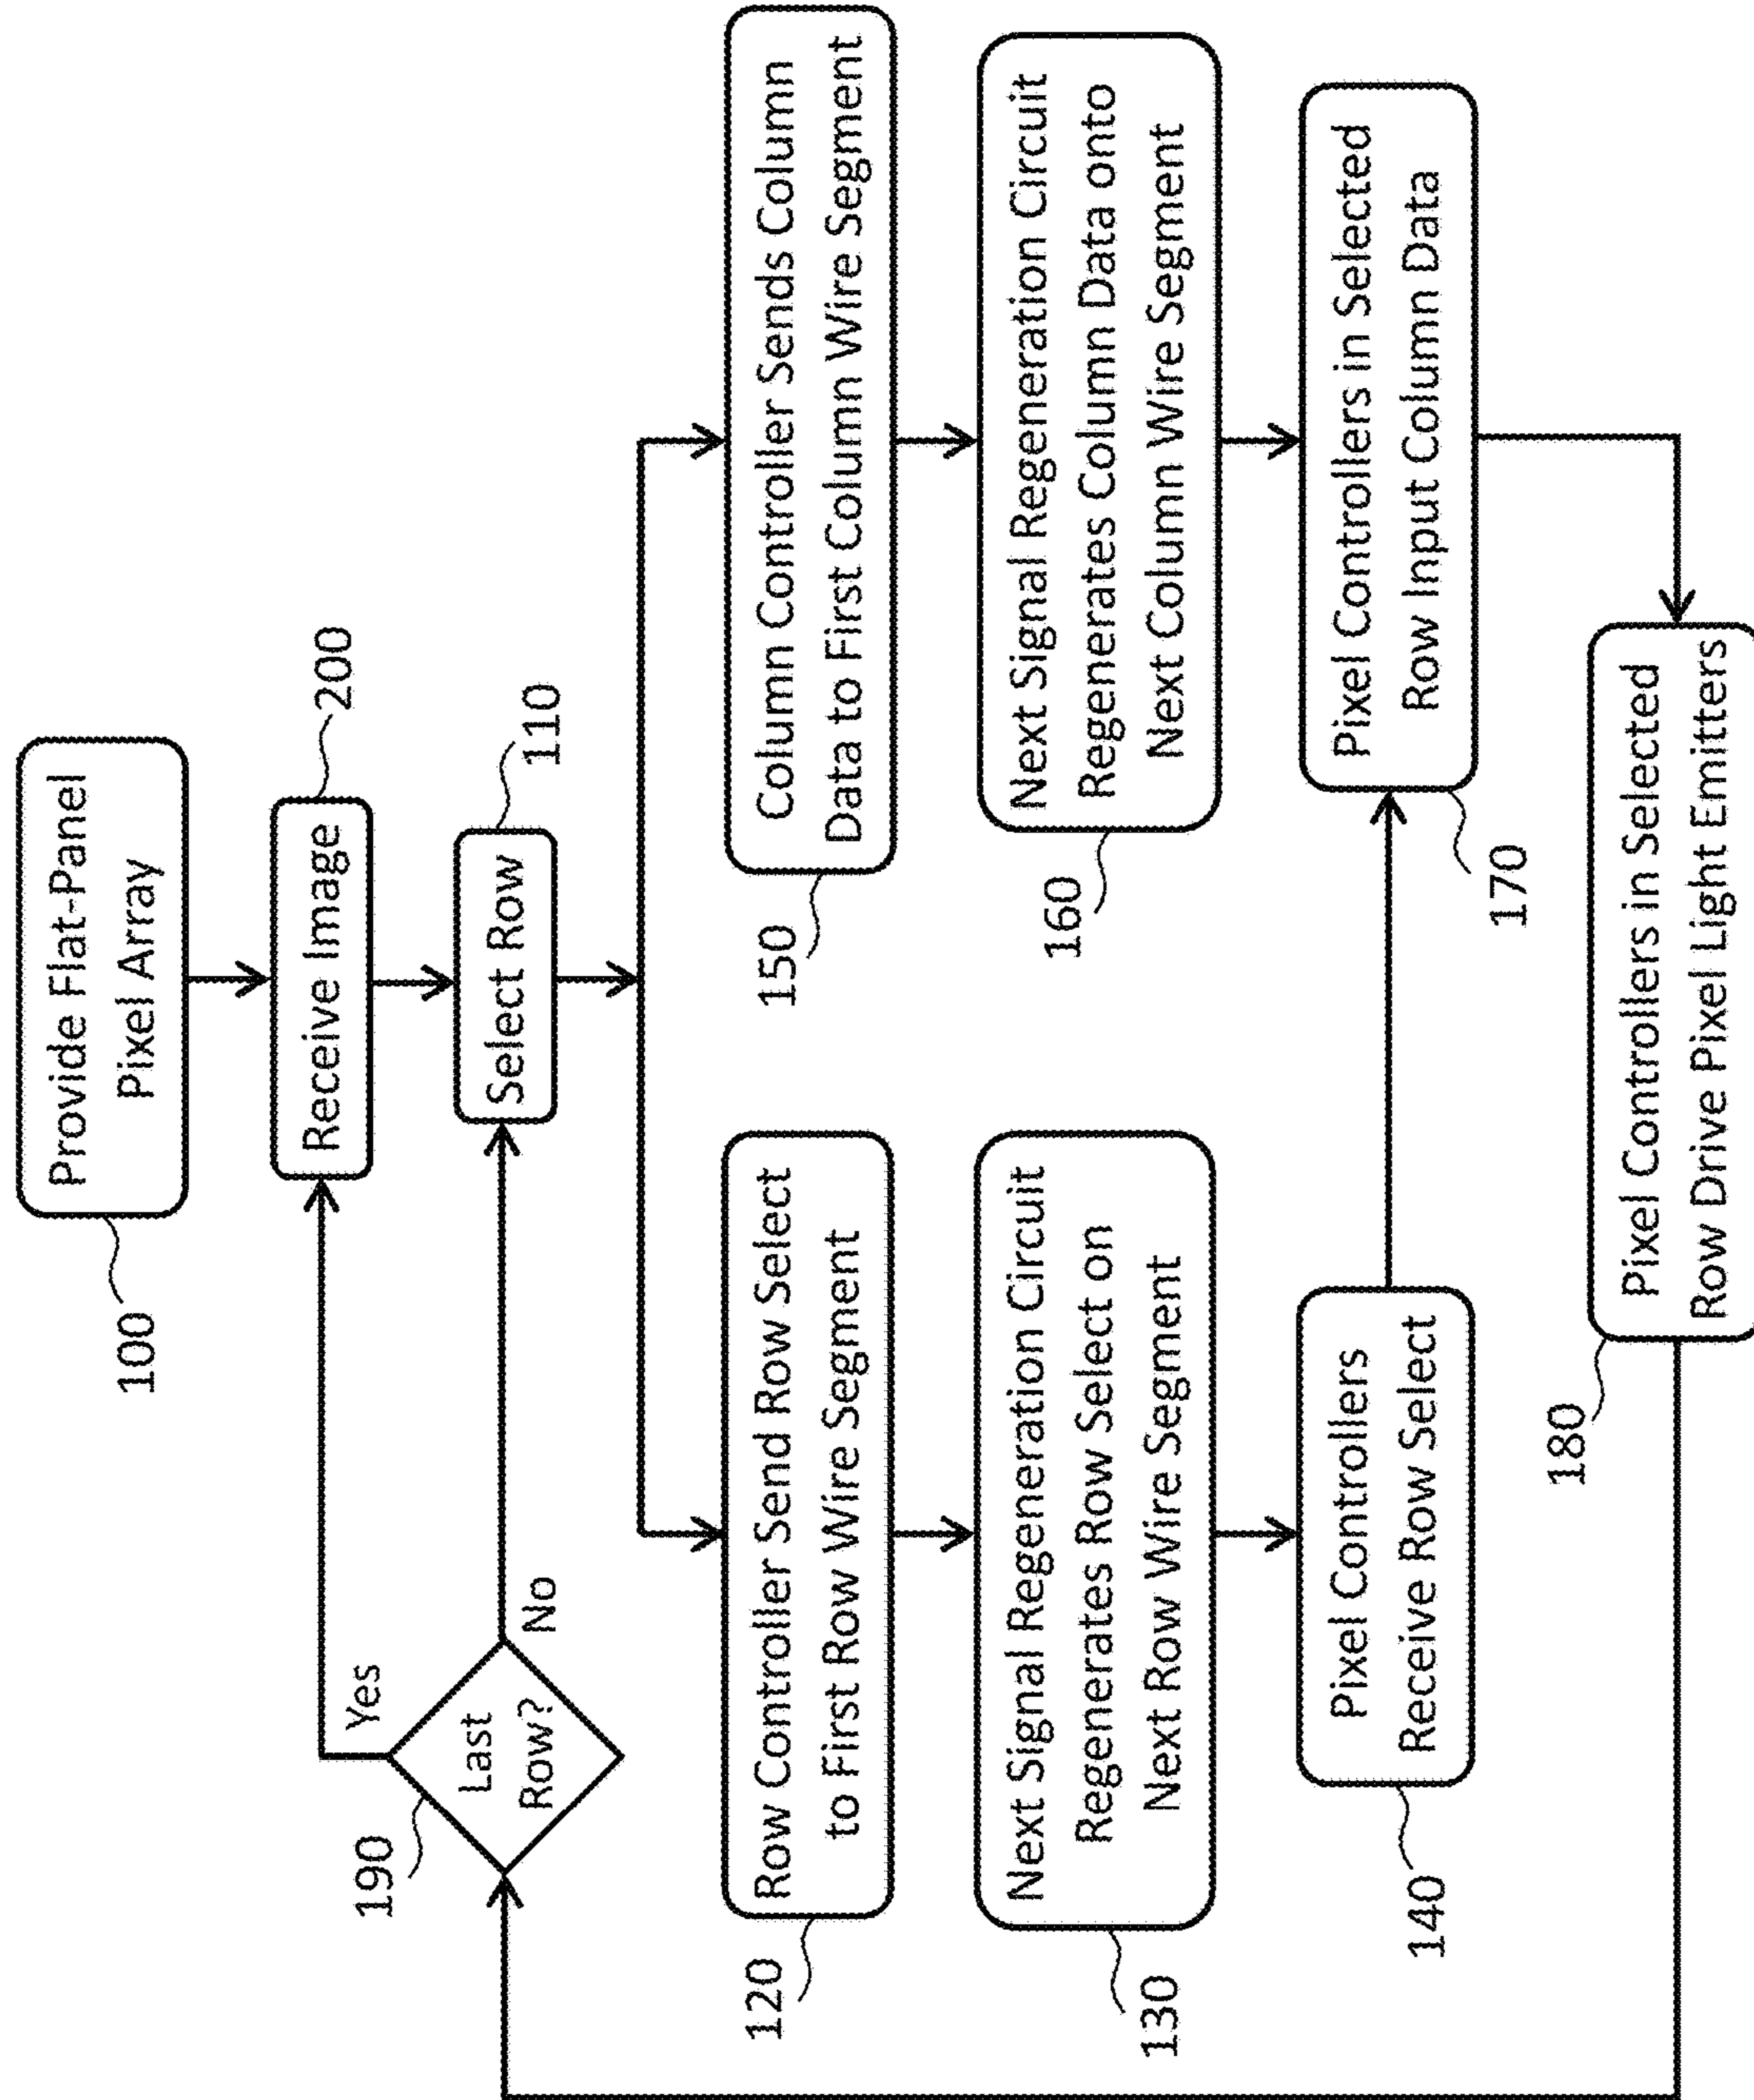 Provide Flat-Panel
Pixel Array
100
Receive Image
200
Select Row
110
Last
Row?
190
Yes
No
Row Controller Send Row Select
to First Row Wire Segment
120
Next Signal Regeneration Circuit
Regenerates Row Select on
Next Row Wire Segment
130
Pixel Controllers
Receive Row Select
140
Column Controller Sends Column
Data to First Column Wire Segment
150
Next Signal Regeneration Circuit
Regenerates Column Data onto
Next Column Wire Segment
160
Pixel Controllers in Selected
Row Input Column Data
170
Pixel Controllers in Selected
Row Drive Pixel Light Emitters
180